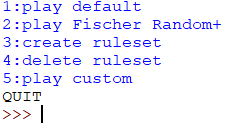 1:play default
2:play Fischer Random+
3:create ruleset
4:delete ruleset
5:play custom
QUIT
>>>